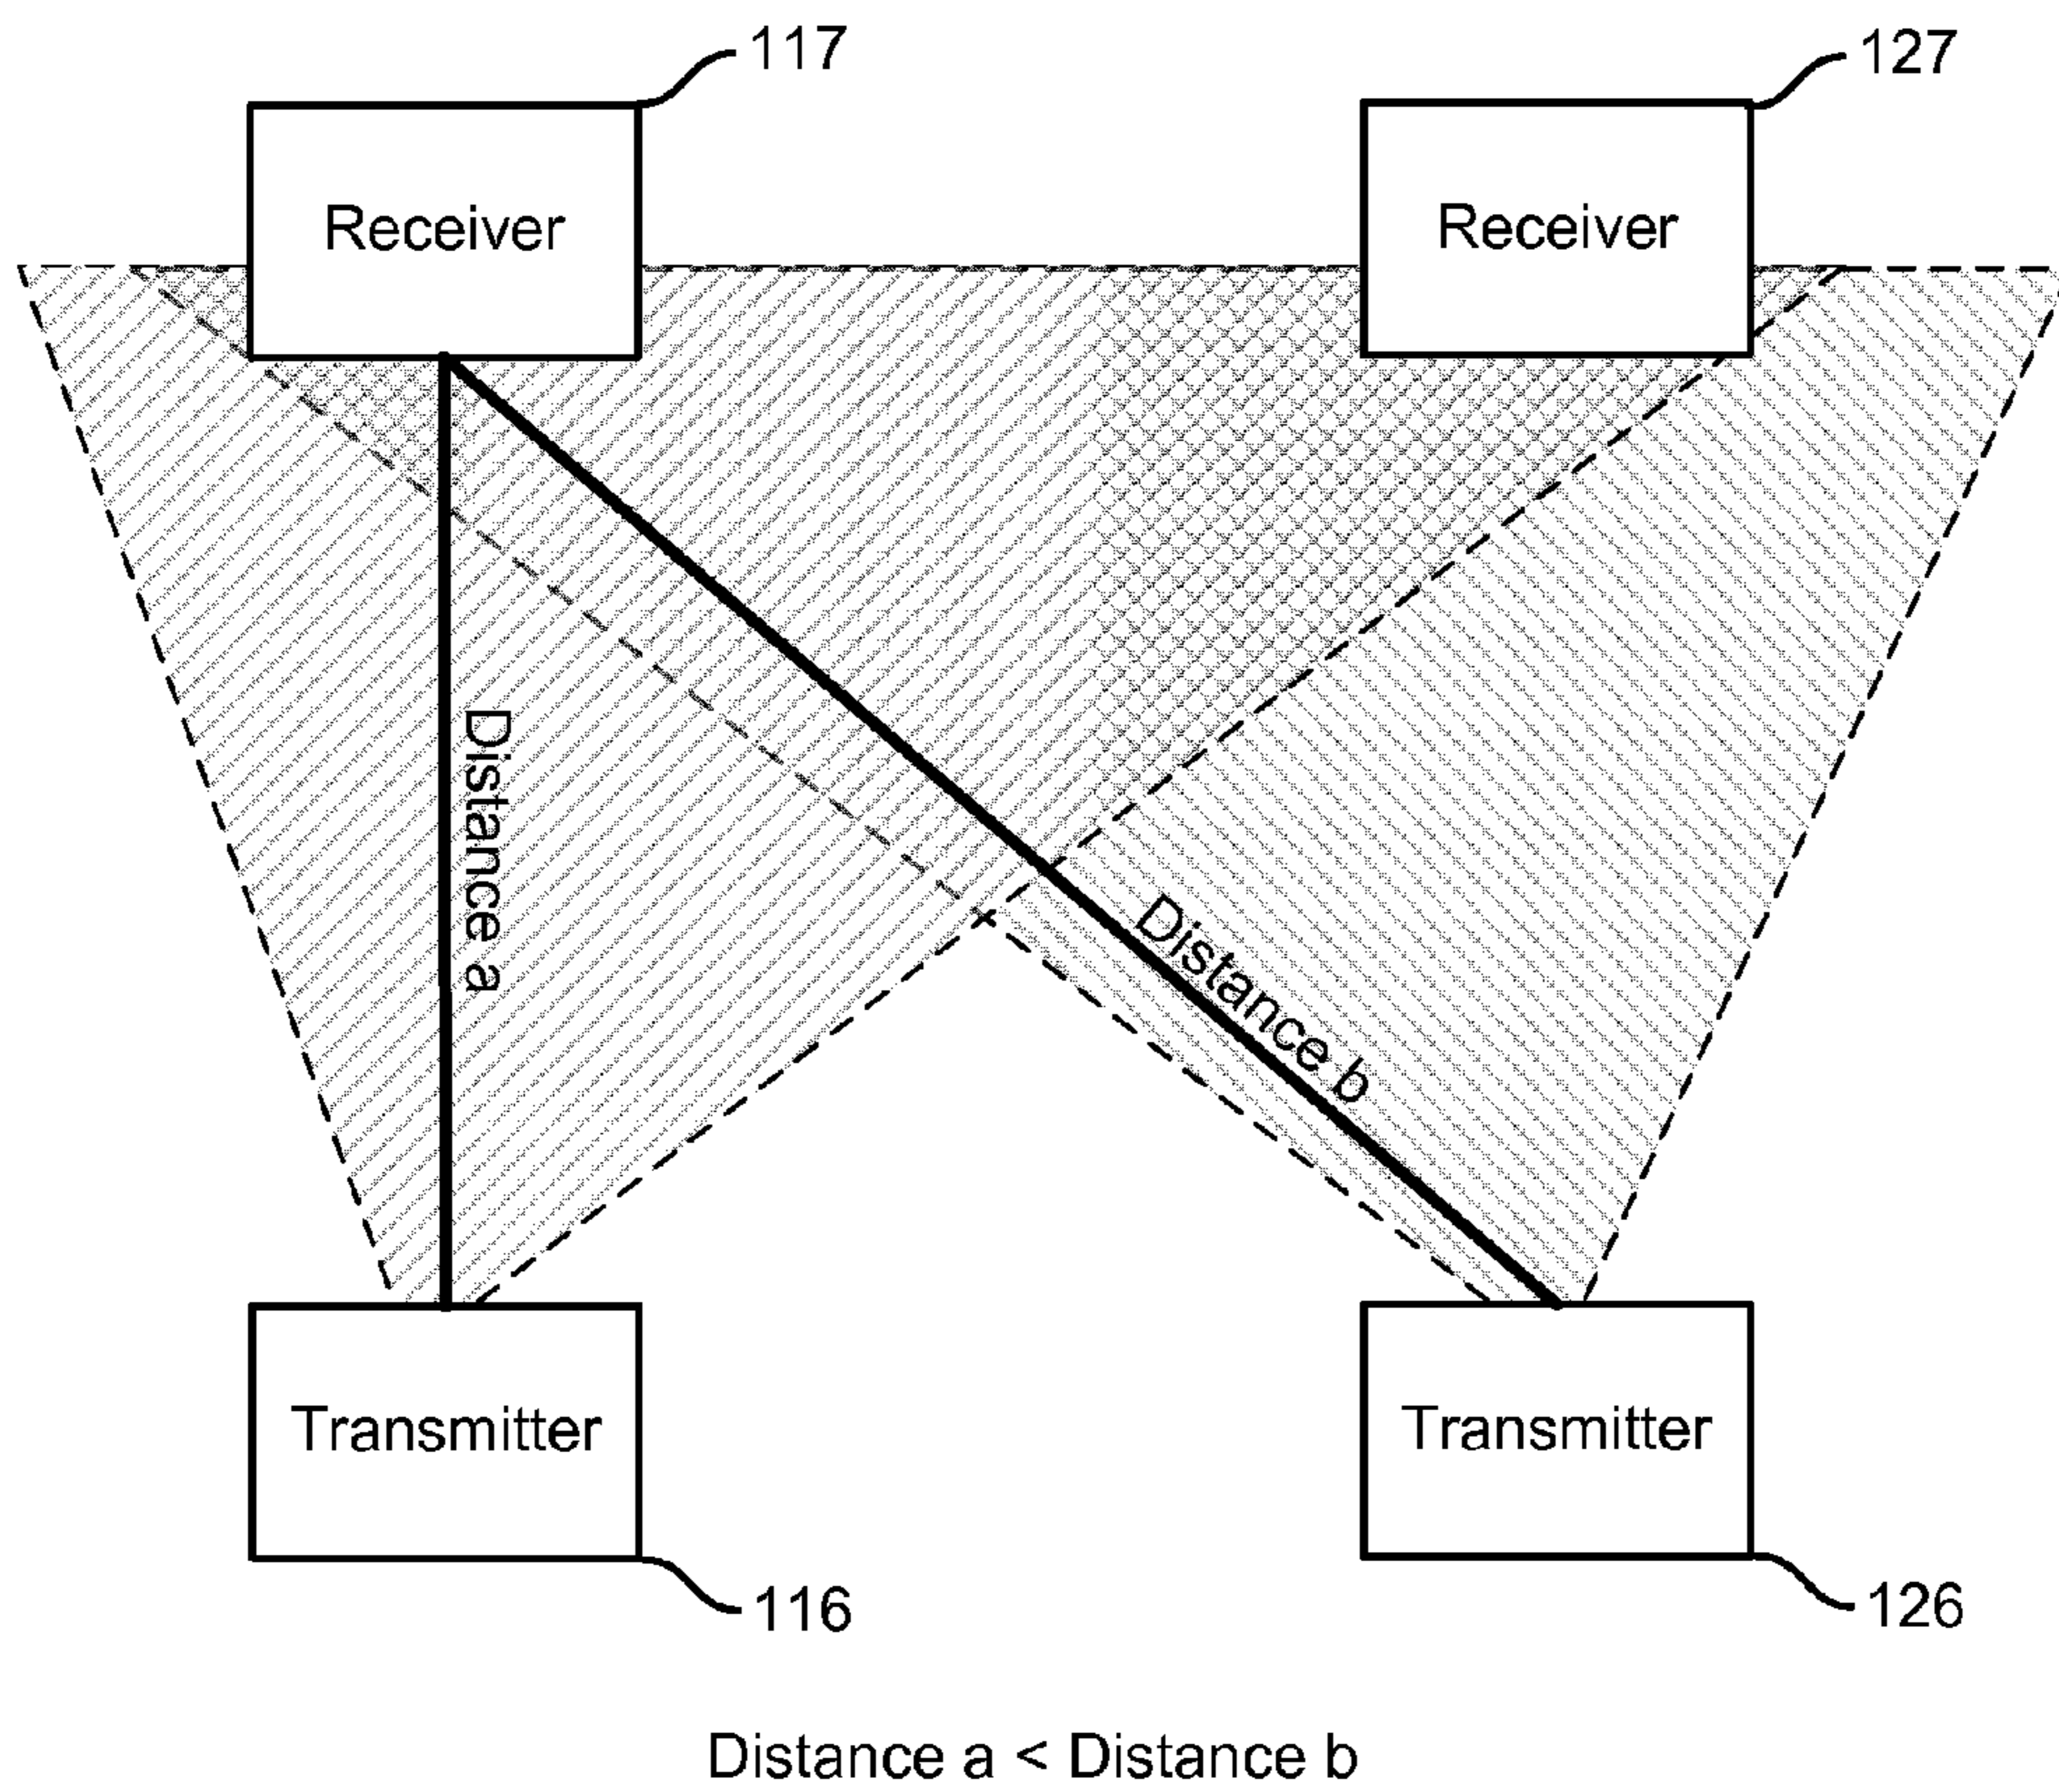 117
127
Receiver
Receiver
Distance a
Distance b
Transmitter
Transmitter
116
126
Distance a < Distance b